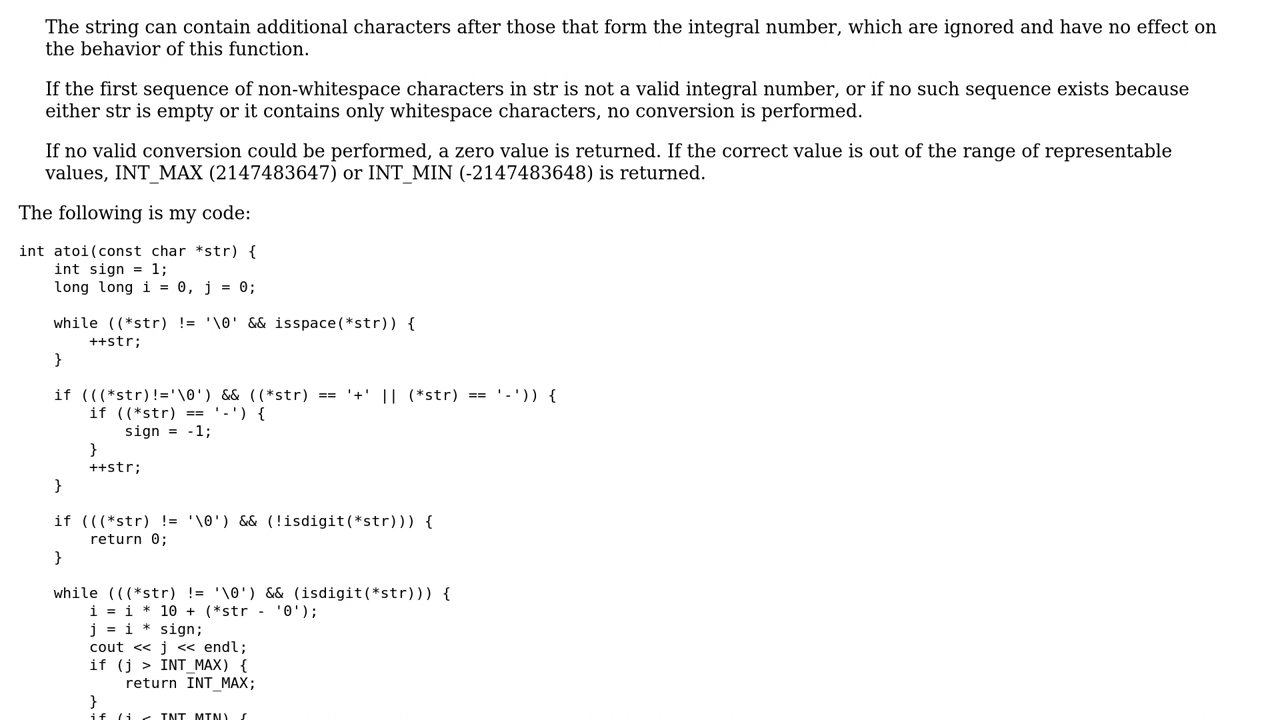 The string can contain additional characters after those that form the integral number, which are ignored and have no effect on
the behavior of this function.
If the first sequence of non-whitespace characters in str is not a valid integral number, or if no such sequence exists because
either str is empty or it contains only whitespace characters, no conversion is performed.
If no valid conversion could be performed, a zero value is returned. If the correct value is out of the range of representable
values, INT_MAX (2147483647) or INT_MIN (-2147483648) is returned.
The following is my code:
int atoi(const char *str) {
    int sign = 1;
    long long i = 0, j = 0;
    while ((*str) != '\0' && isspace(*str)) {
        ++str;
    }
    if (((*str)!='\0') && ((*str) == '+' || (*str) == '-')) {
        if ((*str) == '-') {
            sign = -1;
        }
        ++str;
    }
    if (((*str) != '\0') && (!isdigit(*str))) {
        return 0;
    }
    while (((*str) != '\0') && (isdigit(*str))) {
        i = i * 10 + (*str - '0');
        j = i * sign;
        cout << j << endl;
        if (j > INT_MAX) {
            return INT_MAX;
        }
        if (j < INT_MIN) {